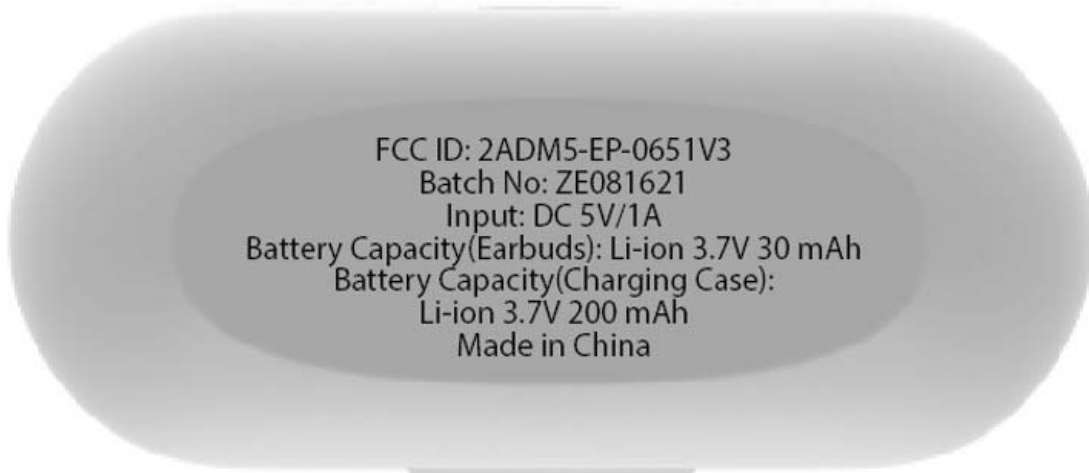 FCC ID: 2ADM5-EP-0651V3
Batch No: ZE081621
Input: DC 5V/1A
Battery Capacity(Earbuds): Li-ion 3.7V 30 mAh
Battery Capacity(Charging Case):
Li-ion 3.7V 200 mAh
Made in China